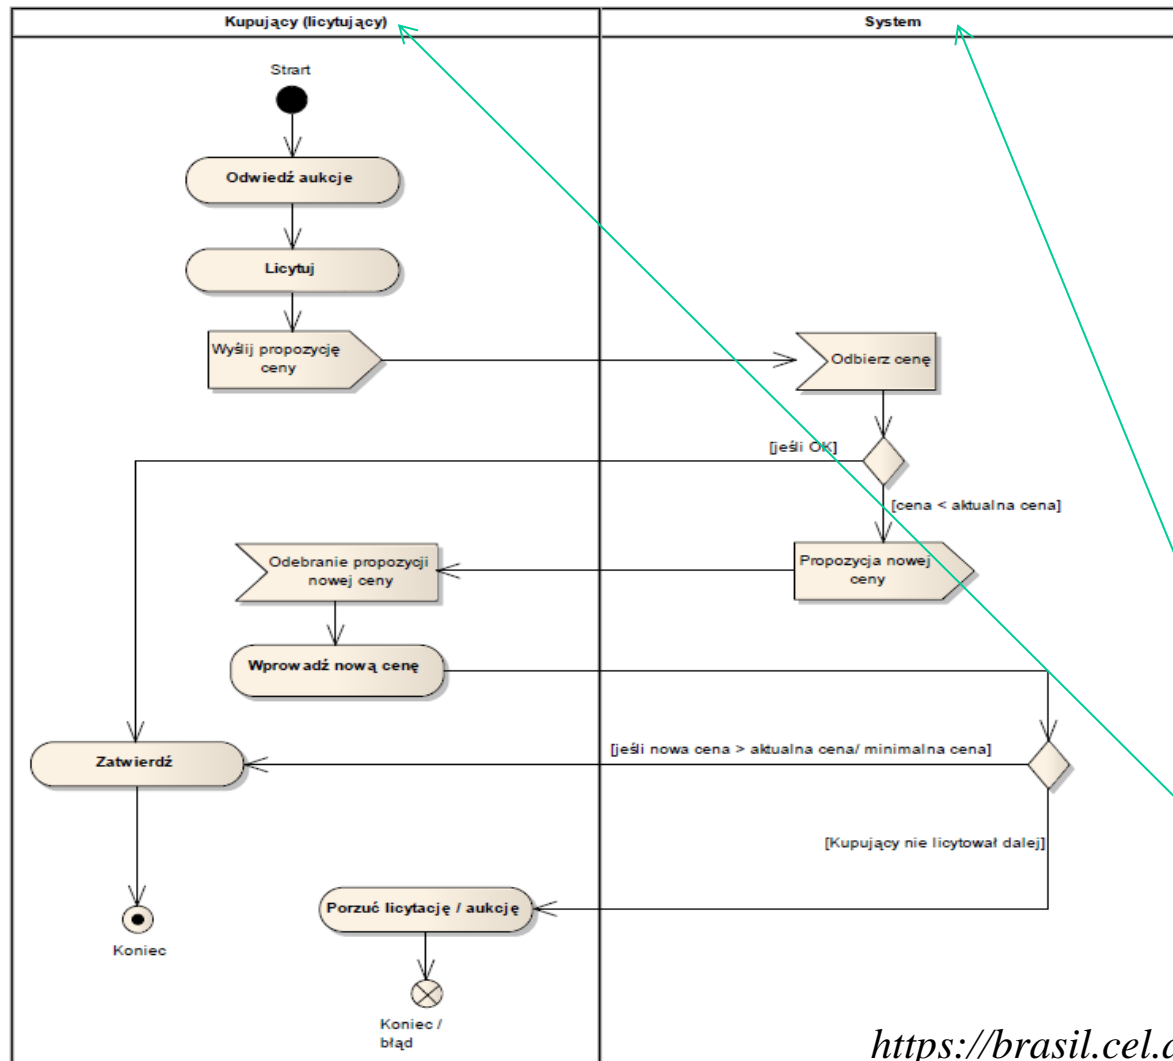 Kupujący (licytujący)
System
Strart
Odwiedź aukcje
Licytuj
Wyślij propozycję
ceny
Odbierz cenę
[jeśli OK]
[cena < aktualna cena]
Odebranie propozycji
nowej ceny
Propozycja nowej
ceny
Wprowadź nową cenę
[jeśli nowa cena > aktualna cena/ minimalna cena]
Zatwierdź
[Kupujący nie licytował dalej]
Porzuć licytację / aukcję
Koniec
Koniec /
błąd
https://brasil.cel.